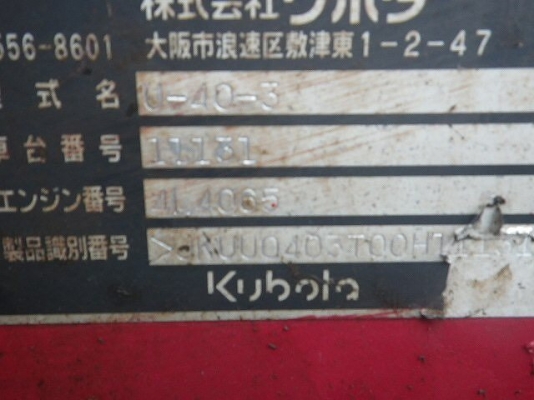 株式会社クボタ
556-8601 大阪市浪速区敷津東1-2-47
型式名 U-40-3
車台番号 11131
エンジン番号 4L4065
製品識別番号
Kubota